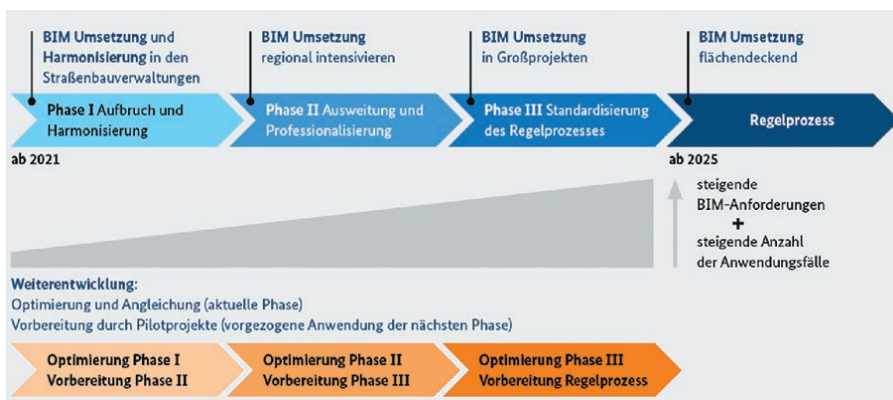 BIM Umsetzung und
Harmonisierung in den
Straßenbauverwaltungen
BIM Umsetzung
regional intensivieren
BIM Umsetzung
in Großprojekten
BIM Umsetzung
flächendeckend
Phase I Aufbruch und
Harmonisierung
Phase II Ausweitung und
Professionalisierung
Phase III Standardisierung
des Regelprozesses
Regelprozess
ab 2021
ab 2025
steigende
BIM-Anforderungen
+
steigende Anzahl
der Anwendungsfälle
Weiterentwicklung:
Optimierung und Angleichung (aktuelle Phase)
Vorbereitung durch Pilotprojekte (vorgezogene Anwendung der nächsten Phase)
Optimierung Phase I
Vorbereitung Phase II
Optimierung Phase II
Vorbereitung Phase III
Optimierung Phase III
Vorbereitung Regelprozess